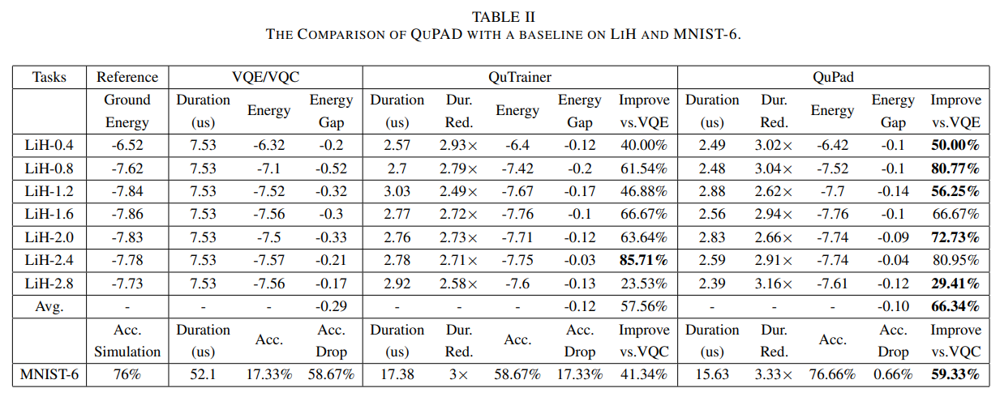 TABLE II
THE COMPARISON OF QUPAD WITH A BASELINE ON LIH AND MNIST-6.
Tasks Reference VQE/VQC QuTrainer QuPad
Ground Energy Duration (us) Energy Energy Gap Duration (us) Dur. Red. Energy Energy Gap Improve vs.VQE Duration (us) Dur. Red. Energy Energy Gap Improve vs.VQE
LiH-0.4 -6.52 7.53 -6.32 -0.2 2.57 2.93× -6.4 -0.12 40.00% 2.49 3.02× -6.42 -0.1 50.00%
LiH-0.8 -7.62 7.53 -7.1 -0.52 2.7 2.79× -7.42 -0.2 61.54% 2.48 3.04× -7.52 -0.1 80.77%
LiH-1.2 -7.84 7.53 -7.52 -0.32 3.03 2.49× -7.67 -0.17 46.88% 2.88 2.62× -7.7 -0.14 56.25%
LiH-1.6 -7.86 7.53 -7.56 -0.3 2.77 2.72× -7.76 -0.1 66.67% 2.56 2.94× -7.76 -0.1 66.67%
LiH-2.0 -7.83 7.53 -7.5 -0.33 2.76 2.73× -7.71 -0.12 63.64% 2.83 2.66× -7.74 -0.09 72.73%
LiH-2.4 -7.78 7.53 -7.57 -0.21 2.78 2.71× -7.75 -0.03 85.71% 2.59 2.91× -7.74 -0.04 80.95%
LiH-2.8 -7.73 7.53 -7.56 -0.17 2.92 2.58× -7.6 -0.13 23.53% 2.39 3.16× -7.61 -0.12 29.41%
Avg. - - - -0.29 - - - -0.12 57.56% - - - -0.10 66.34%
Acc. Simulation Duration (us) Acc. Acc. Drop Duration (us) Dur. Red. Acc. Acc. Drop Improve vs.VQC Duration (us) Dur. Red. Acc. Acc. Drop Improve vs.VQC
MNIST-6 76% 52.1 17.33% 58.67% 17.38 3× 58.67% 17.33% 41.34% 15.63 3.33× 76.66% 0.66% 59.33%